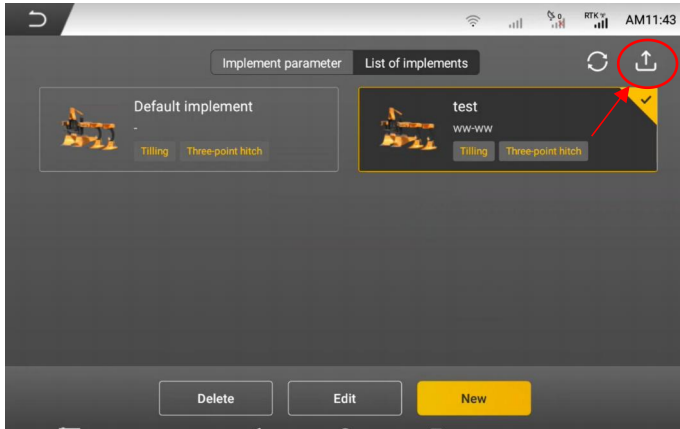 0
RTK
AM11:43
Implement parameter
List of implements
Default implement
-
Tilling
Three-point hitch
test
ww-ww
Tilling
Three-point hitch
Delete
Edit
New